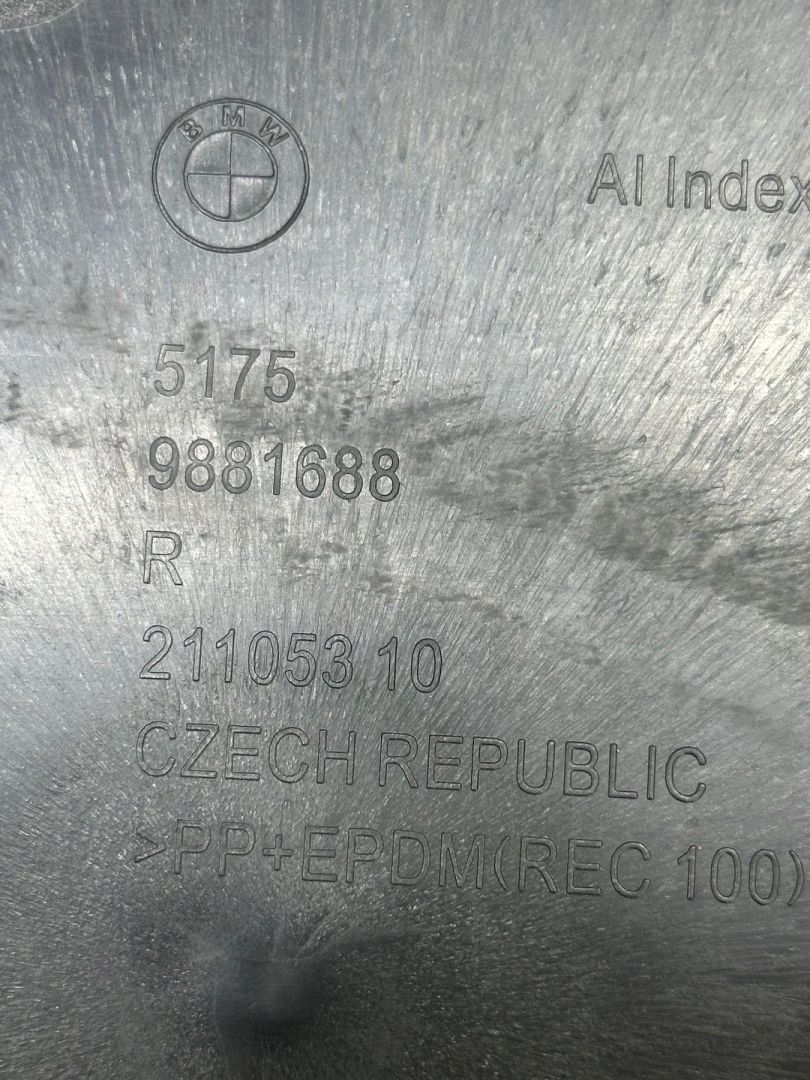 BMW
AI Index
5175
9881688
R
211053 10
CZECH REPUBLIC
>PP+EPDM(REC 100)